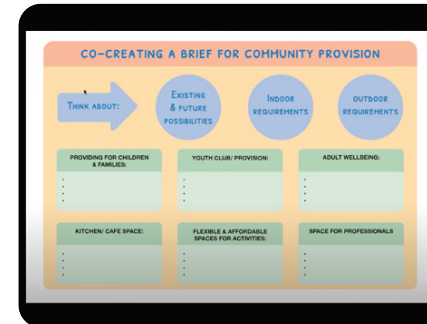 CO-CREATING A BRIEF FOR COMMUNITY PROVISION
THINK ABOUT:
EXISTING
& FUTURE
POSSIBILITIES
INDOOR
REQUIREMENTS
OUTDOOR
REQUIREMENTS
PROVIDING FOR CHILDREN
& FAMILIES:
YOUTH CLUB/ PROVISION:
ADULT WELLBEING:
KITCHEN/ CAFE SPACE:
FLEXIBLE & AFFORDABLE
SPACES FOR ACTIVITIES:
SPACE FOR PROFESSIONALS